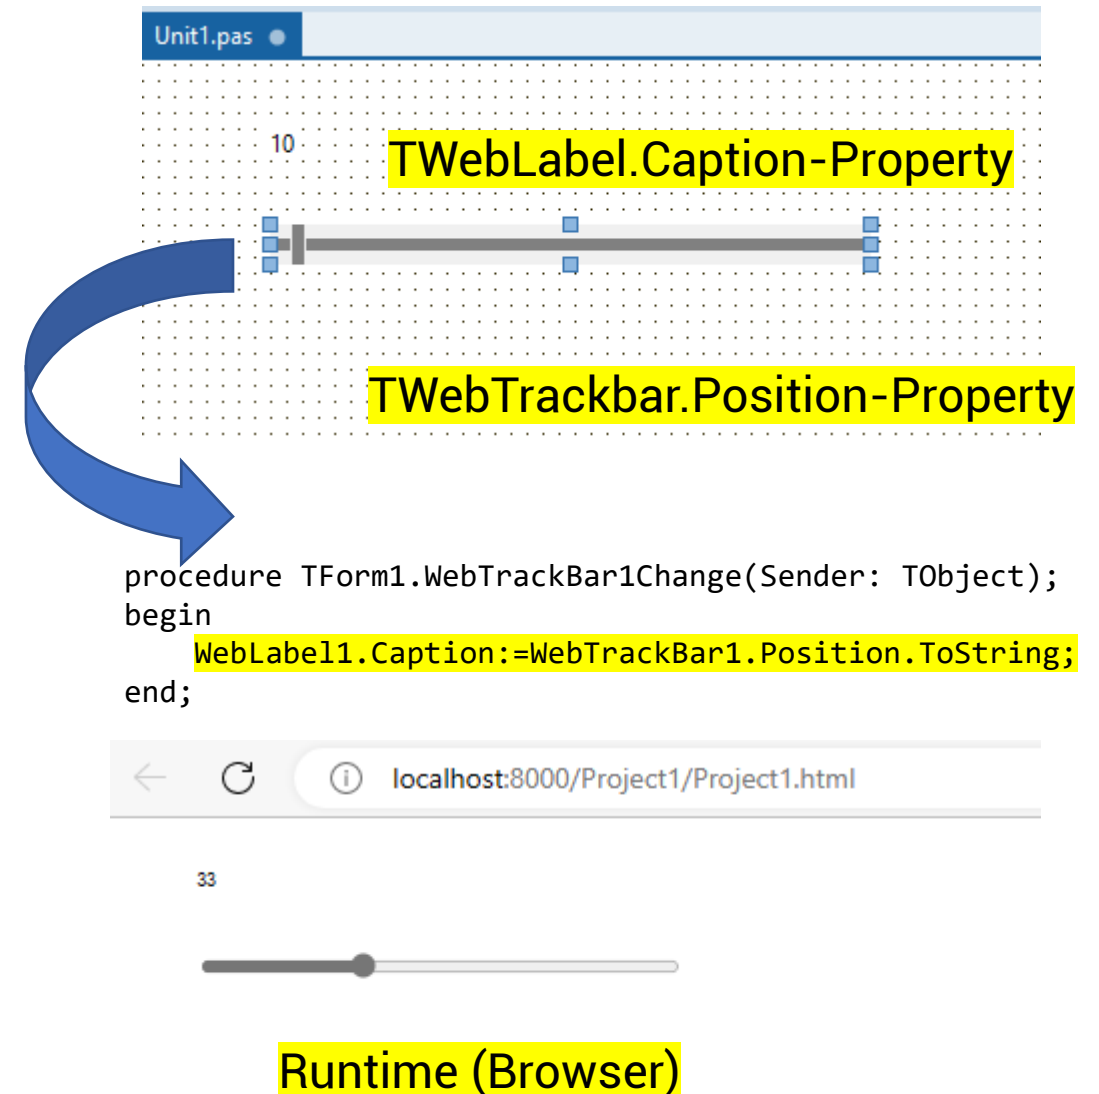 Unit1.pas
10
TWebLabel.Caption-Property
TWebTrackbar.Position-Property
procedure TForm1.WebTrackBar1Change(Sender: TObject);
begin
WebLabel1.Caption:=WebTrackBar1.Position.ToString;
end;
localhost:8000/Project1/Project1.html
33
Runtime (Browser)